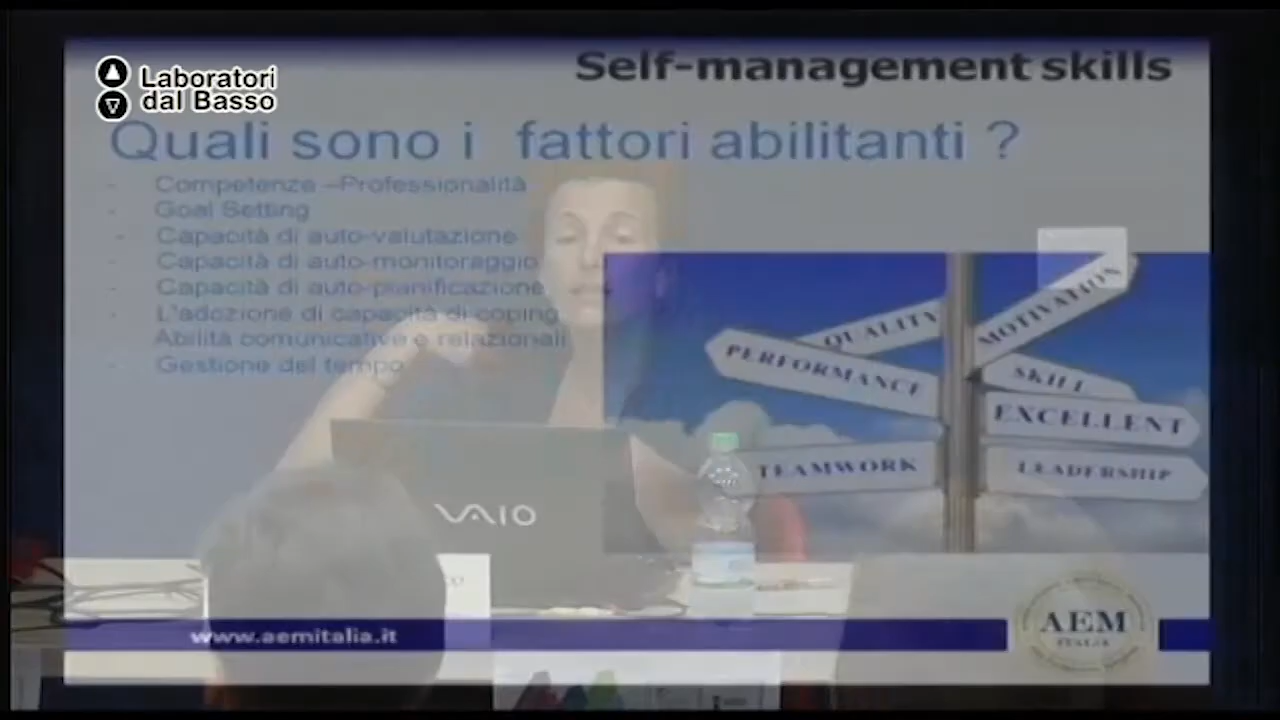 Laboratori
dal Basso
Self-management skills
Quali sono i fattori abilitanti ?
- Competenze –Professionalità
- Goal Setting
- Capacità di auto-valutazione
- Capacità di auto-monitoraggio
- Capacità di auto-pianificazione
- L'adozione di capacità di coping
- Abilità comunicative e relazionali
- Gestione del tempo
QUALITY
MOTIVATION
PERFORMANCE
SKILL
EXCELLENT
TEAMWORK
LEADERSHIP
VAIO
www.aemitalia.it
AEM
ITALIA